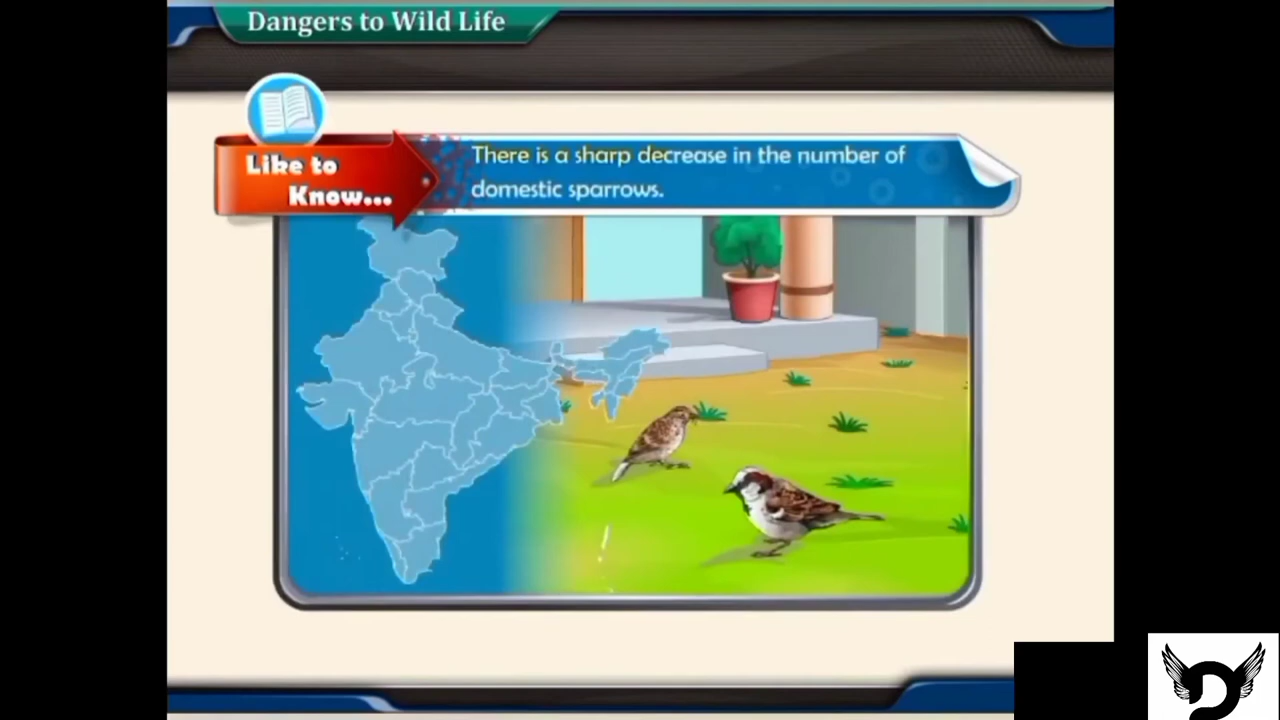 Dangers to Wild Life
Like to
Know...
There is a sharp decrease in the number of
domestic sparrows.